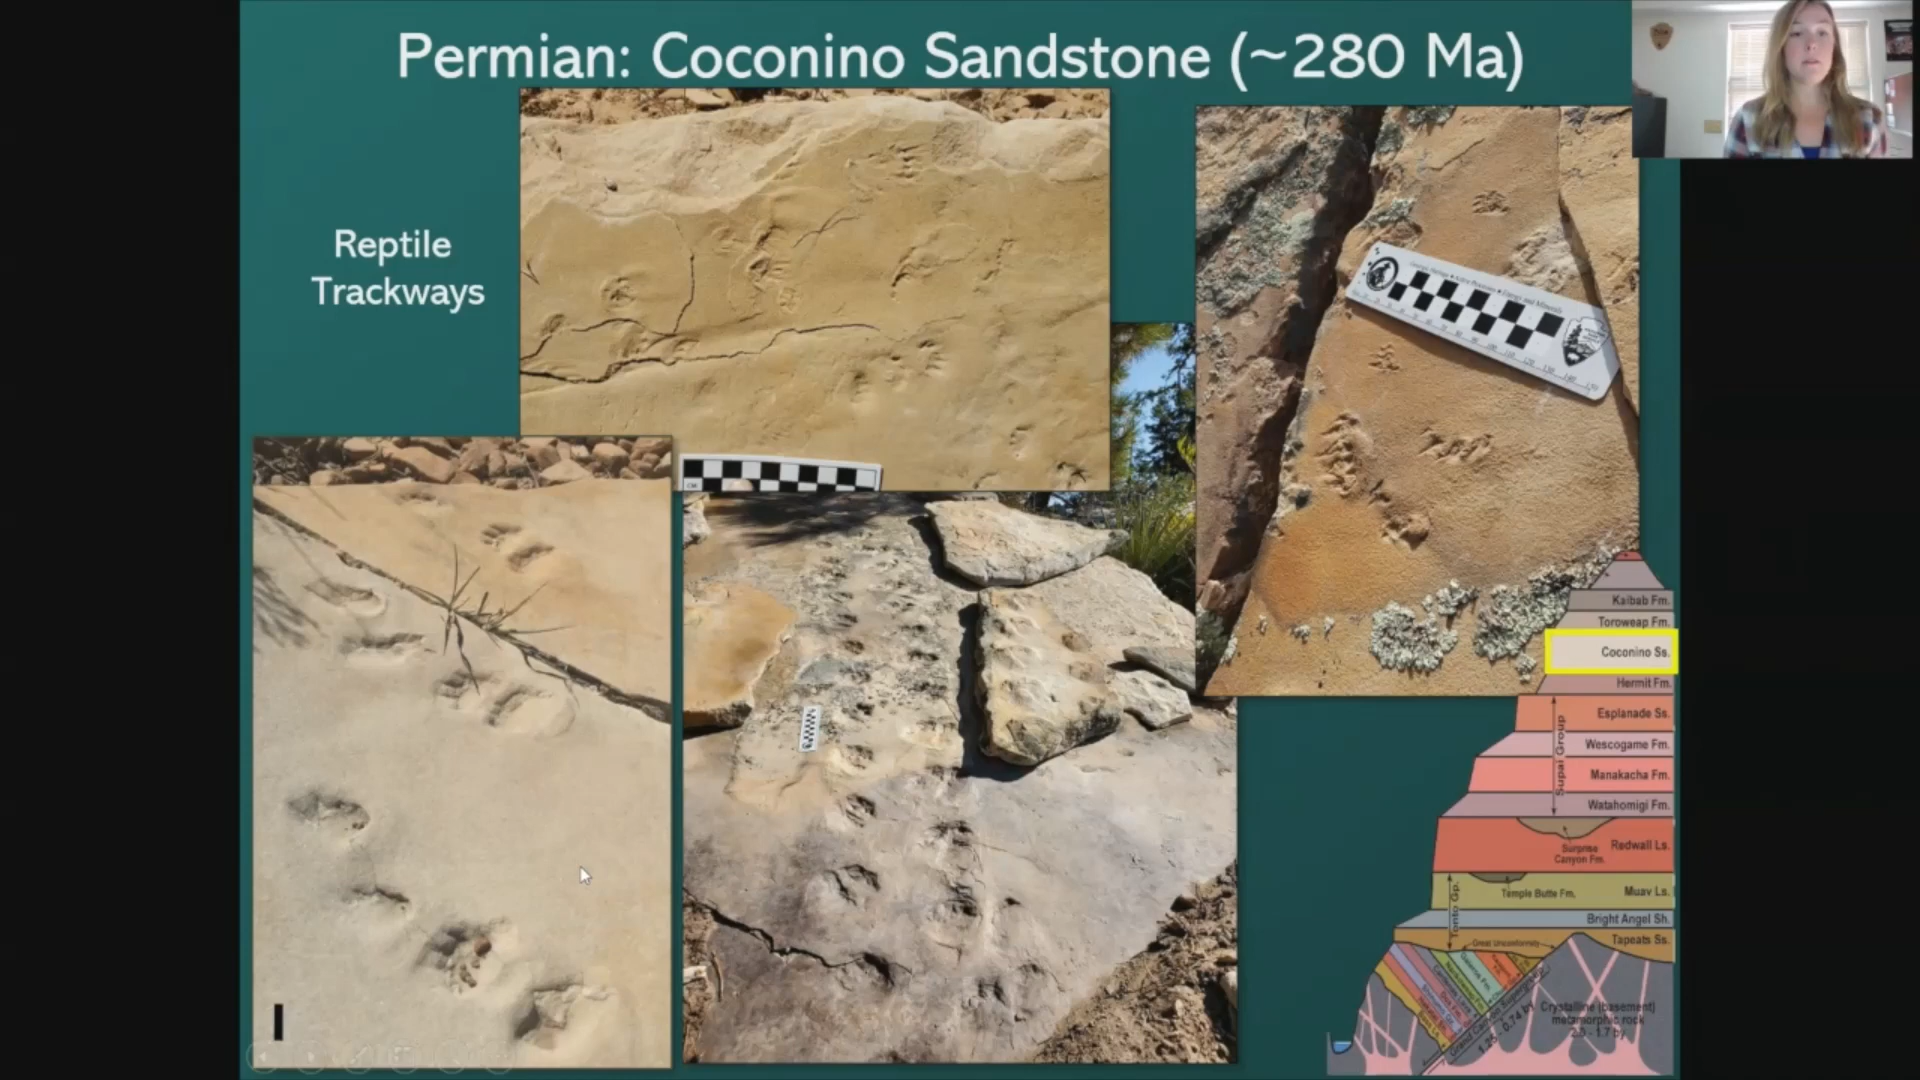 Permian: Coconino Sandstone (~280 Ma)
Reptile
Trackways
Kaibab Fm.
Toroweap Fm.
Coconino Ss.
Hermit Fm.
Esplanade Ss.
Wescogame Fm.
Supai Group
Manakacha Fm.
Watahomigi Fm.
Redwall Ls.
Surprise
Canyon Fm.
Temple Butte Fm.
Muav Ls.
Tonto Gp.
Bright Angel Sh.
Tapeats Ss.
Great Unconformity
Crystalline (basement)
metamorphic rock